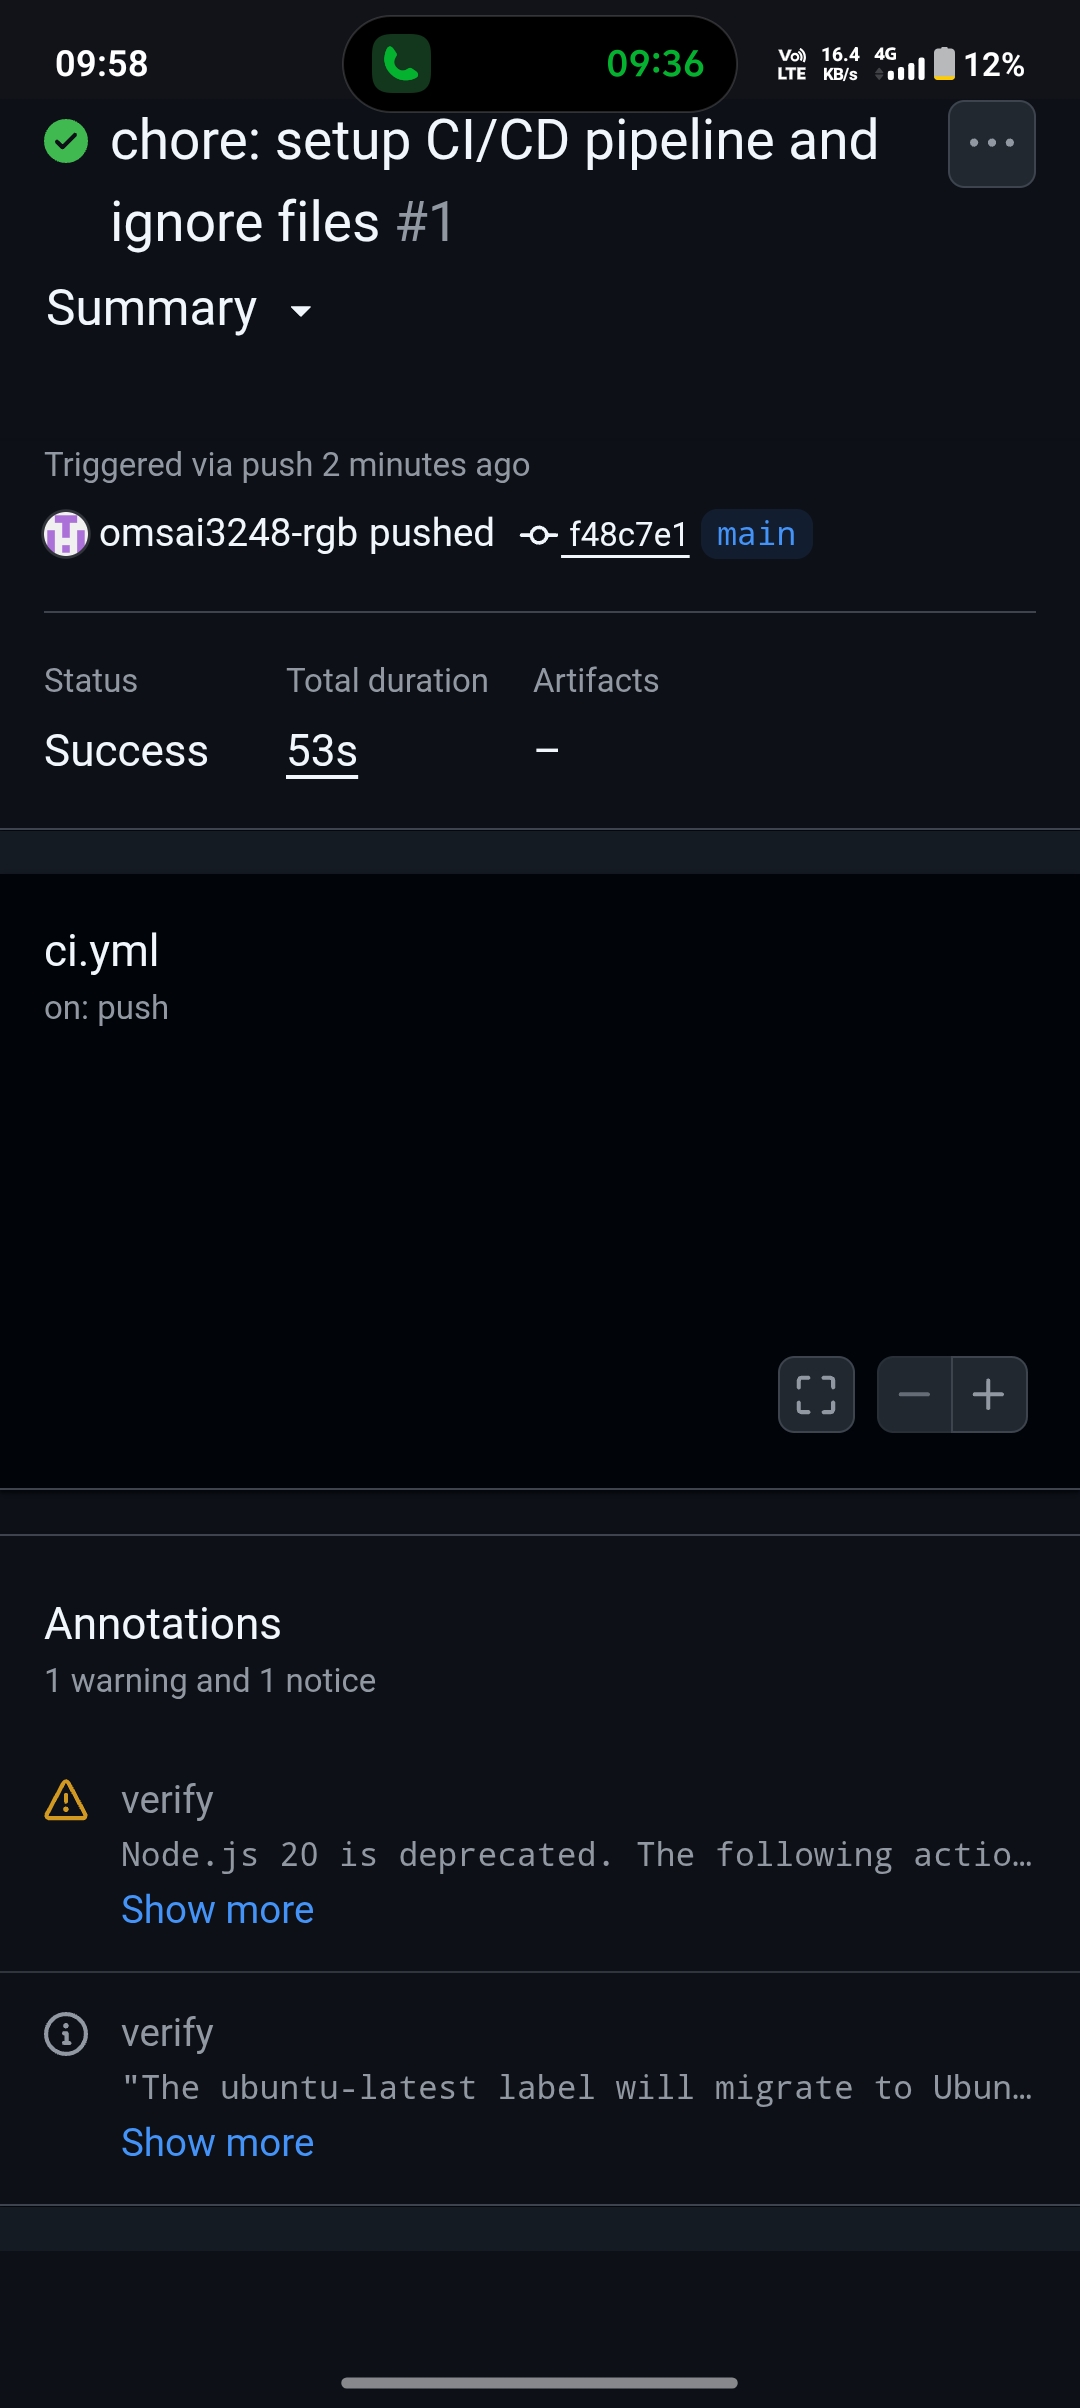 09:58
09:36
Vo)) LTE
16.4 KB/s
4G
12%
chore: setup CI/CD pipeline and
ignore files #1
Summary
Triggered via push 2 minutes ago
omsai3248-rgb pushed f48c7e1 main
Status Total duration Artifacts
Success 53s –
ci.yml
on: push
Annotations
1 warning and 1 notice
verify
Node.js 20 is deprecated. The following actio…
Show more
verify
"The ubuntu-latest label will migrate to Ubun…
Show more